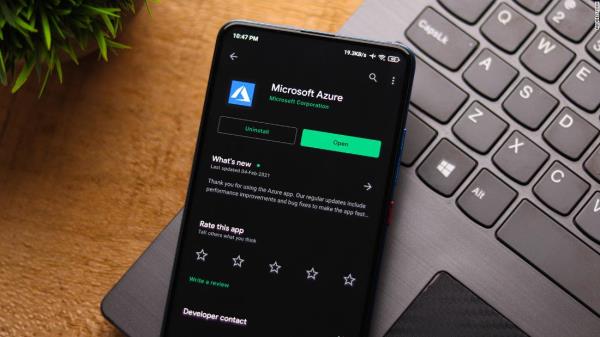 10:47 PM 19.3KB/s
Microsoft Azure
Microsoft Corporation
Uninstall
Open
What's new
Last updated 04-Feb-2021
Thank you for using the Azure app. Our regular updates include
performance improvements and bug fixes to make the app fast...
Rate this app
Tell others what you think
Write a review
Developer contact
CapsLk
Q
2
A
W
Z
S
E
X
D
Alt
C